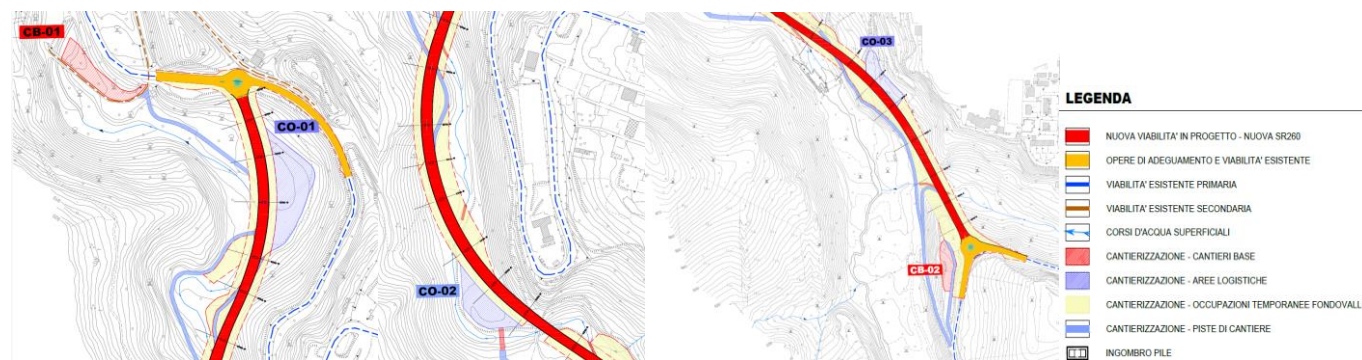 CB-01
CO-01
CO-02
CO-03
CB-02
LEGENDA
NUOVA VIABILITA' IN PROGETTO - NUOVA SR260
OPERE DI ADEGUAMENTO E VIABILITA' ESISTENTE
VIABILITA' ESISTENTE PRIMARIA
VIABILITA' ESISTENTE SECONDARIA
CORSI D'ACQUA SUPERFICIALI
CANTIERIZZAZIONE - CANTIERI BASE
CANTIERIZZAZIONE - AREE LOGISTICHE
CANTIERIZZAZIONE - OCCUPAZIONI TEMPORANEE FONDOVALL
CANTIERIZZAZIONE - PISTE DI CANTIERE
INGOMBRO PILE